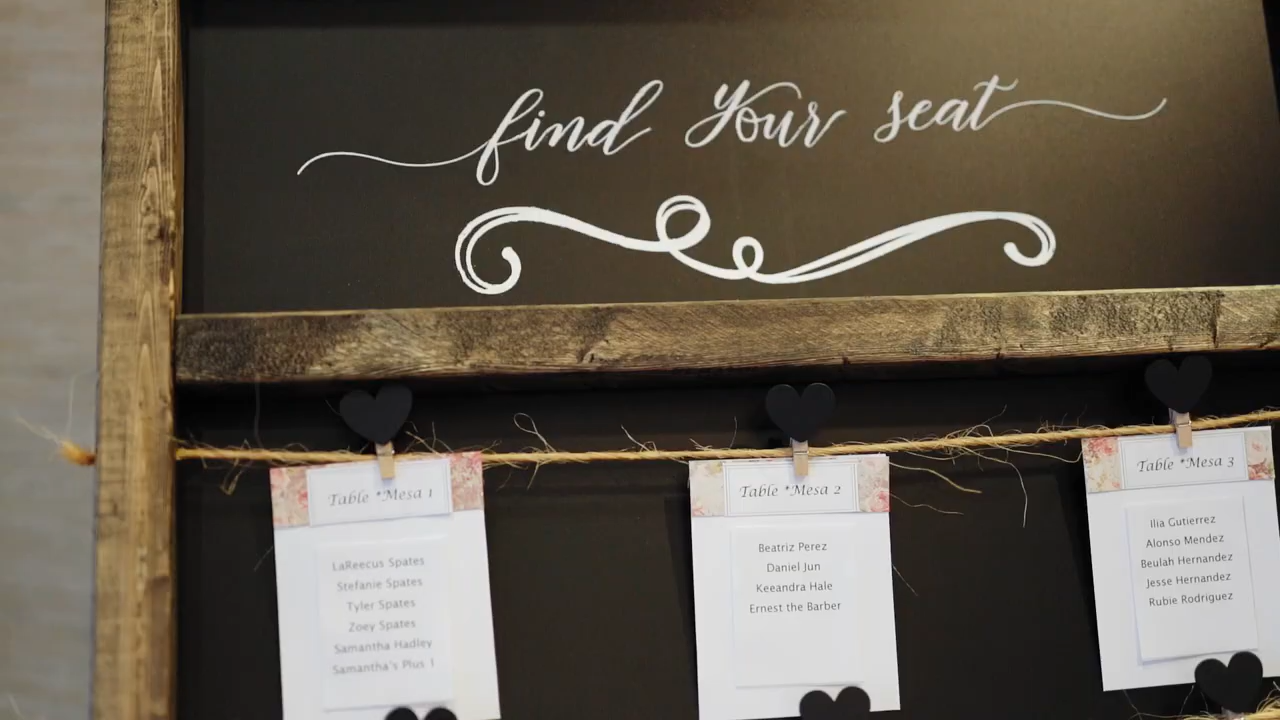 find your seat
Table *Mesa 1
LaReecus Spates
Stefanie Spates
Tyler Spates
Zoey Spates
Samantha Hadley
Samantha's Plus 1
Table *Mesa 2
Beatriz Perez
Daniel Jun
Keeandra Hale
Ernest the Barber
Table *Mesa 3
Ilia Gutierrez
Alonso Mendez
Beulah Hernandez
Jesse Hernandez
Rubie Rodriguez